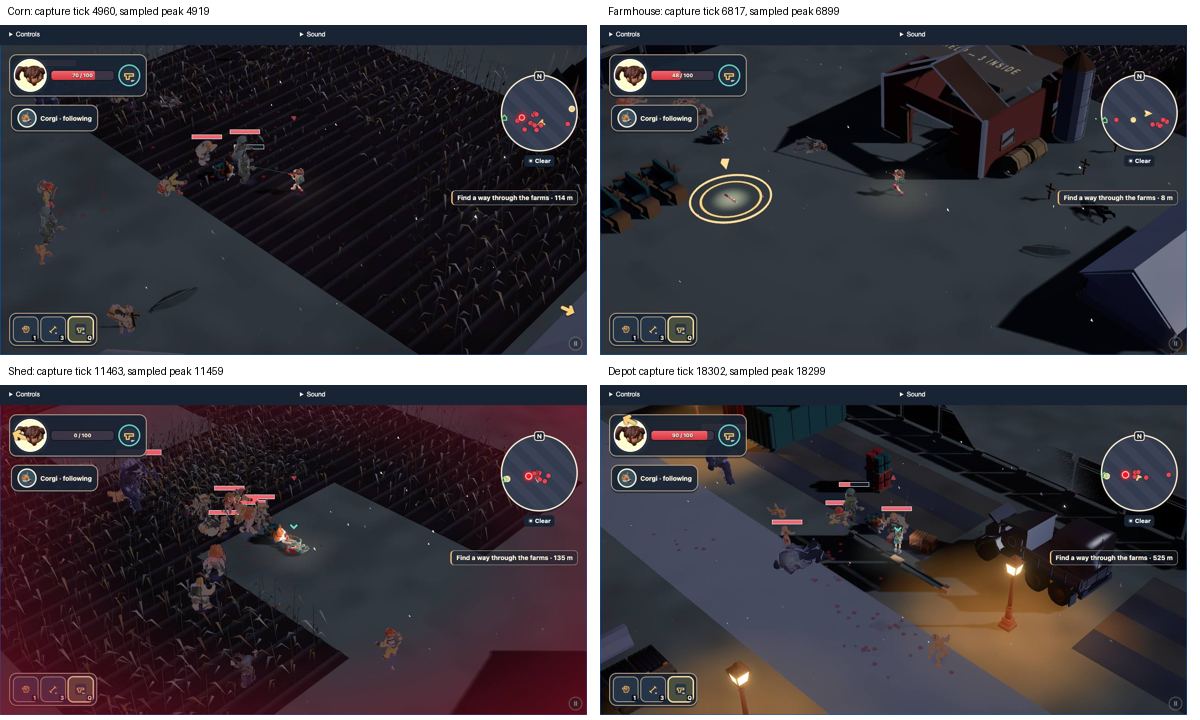 Corn: capture tick 4960, sampled peak 4919
Controls
Sound
70 / 100
Corgi · following
N
Clear
Find a way through the farms · 114 m
1
3
Q
Farmhouse: capture tick 6817, sampled peak 6899
Controls
Sound
3 INSIDE
48 / 100
Corgi · following
N
Clear
Find a way through the farms · 8 m
1
3
Q
Shed: capture tick 11463, sampled peak 11459
Controls
Sound
0 / 100
Corgi · following
N
Clear
Find a way through the farms · 135 m
1
3
Q
Depot: capture tick 18302, sampled peak 18299
Controls
Sound
90 / 100
Corgi · following
N
Clear
Find a way through the farms · 525 m
1
3
Q